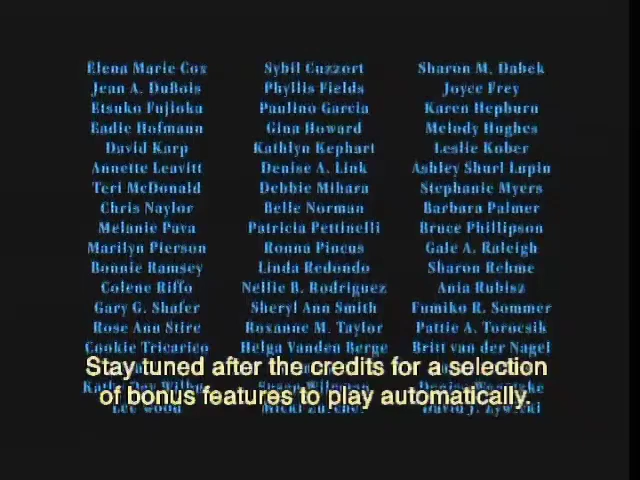 Elena Marie Cox Sybil Cuzzort Sharon M. Dabek
Jean A. DuBois Phyllis Fields Joyce Frey
Etsuko Fujioka Paulino Garcia Karen Hepburn
Eadie Hofmann Gina Howard Melody Hughes
David Karp Kathlyn Kephart Leslie Kober
Annette Leavitt Denise A. Link Ashley Shurl Lupin
Teri McDonald Debbie Mihara Stephanie Myers
Chris Naylor Belle Norman Barbara Palmer
Melanie Pava Patricia Pettinelli Bruce Phillipson
Marilyn Pierson Ronna Pincus Gale A. Raleigh
Bonnie Ramsey Linda Redondo Sharon Rehme
Colene Riffo Nellie B. Rodriguez Ania Rubisz
Gary G. Shafer Sheryl Ann Smith Fumiko R. Sommer
Rose Ann Stire Roxanne M. Taylor Pattie A. Torocsik
Cookie Tricarico Helga Vanden Berge Britt van der Nagel
Stay tuned after the credits for a selection
of bonus features to play automatically.
Lee Wood David J. Zywicki